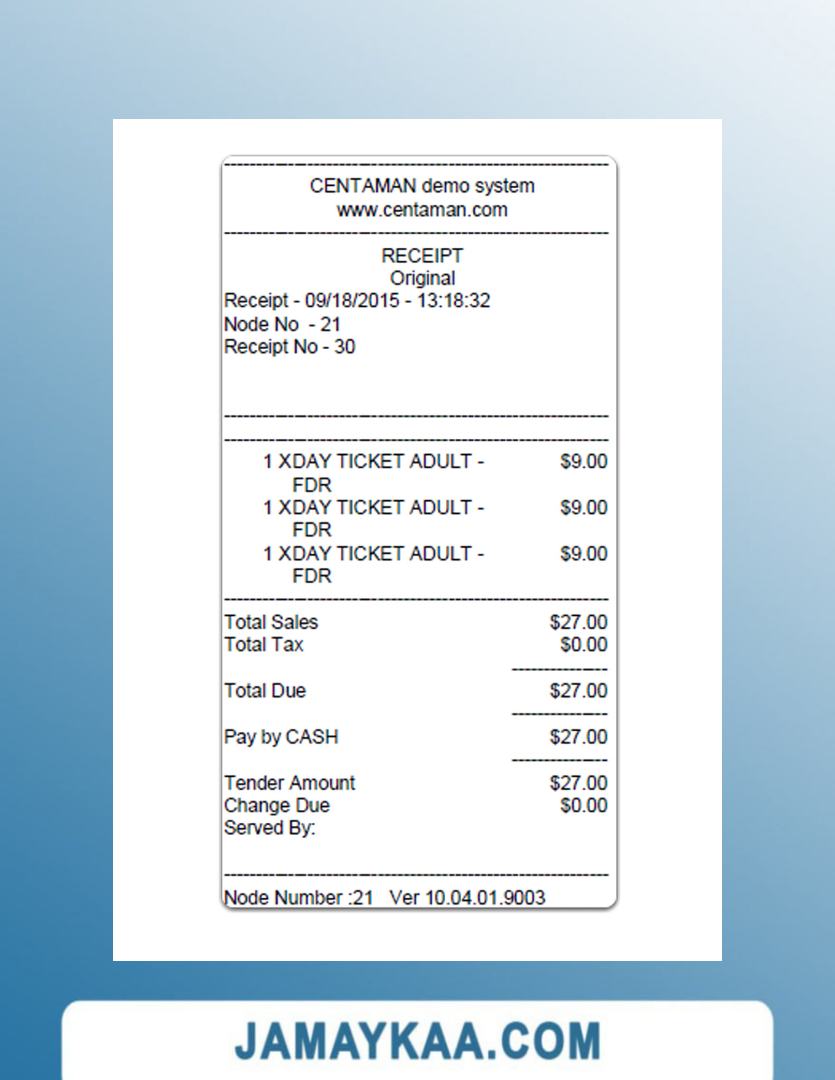 CENTAMAN demo system
www.centaman.com
RECEIPT
Original
Receipt - 09/18/2015 - 13:18:32
Node No - 21
Receipt No - 30
1 XDAY TICKET ADULT - $9.00
FDR
1 XDAY TICKET ADULT - $9.00
FDR
1 XDAY TICKET ADULT - $9.00
FDR
Total Sales $27.00
Total Tax $0.00
Total Due $27.00
Pay by CASH $27.00
Tender Amount $27.00
Change Due $0.00
Served By:
Node Number :21 Ver 10.04.01.9003
JAMAYKAA.COM